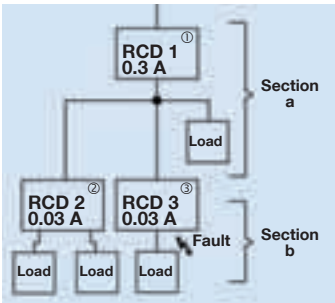 ①
RCD 1
0.3 A
Section
a
Load
②
RCD 2
0.03 A
③
RCD 3
0.03 A
Fault
Section
b
Load
Load
Load